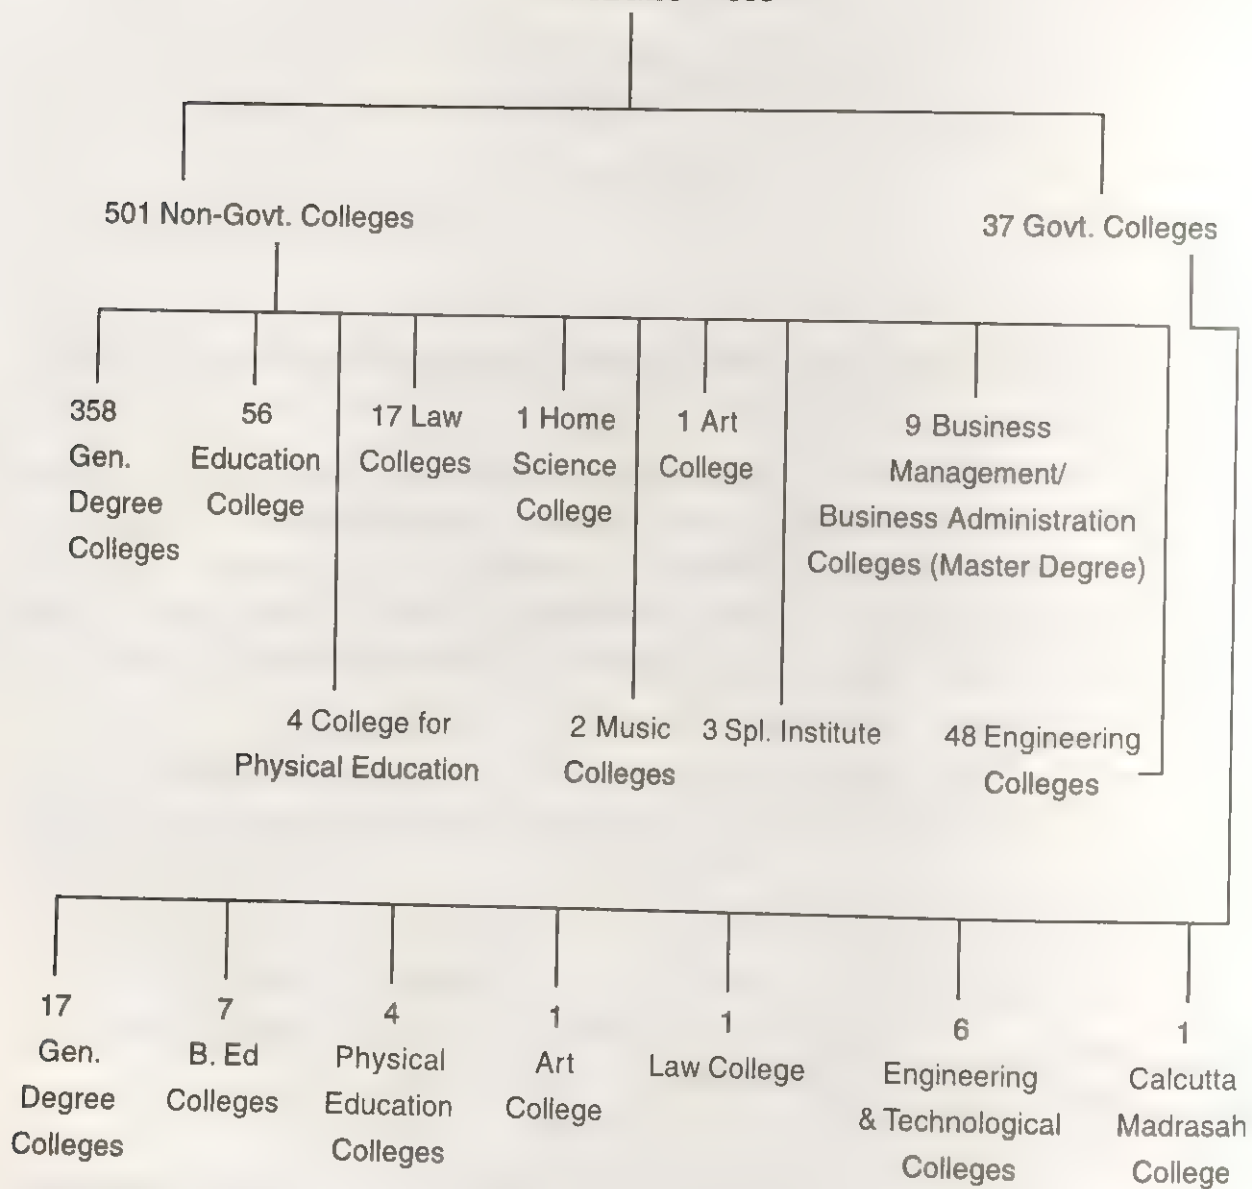 501 Non-Govt. Colleges
37 Govt. Colleges
358
Gen.
Degree
Colleges
56
Education
College
17 Law
Colleges
1 Home
Science
College
1 Art
College
9 Business
Management/
Business Administration
Colleges (Master Degree)
4 College for
Physical Education
2 Music
Colleges
3 Spl. Institute
48 Engineering
Colleges
17
Gen.
Degree
Colleges
7
B. Ed
Colleges
4
Physical
Education
Colleges
1
Art
College
1
Law College
6
Engineering
& Technological
Colleges
1
Calcutta
Madrasah
College